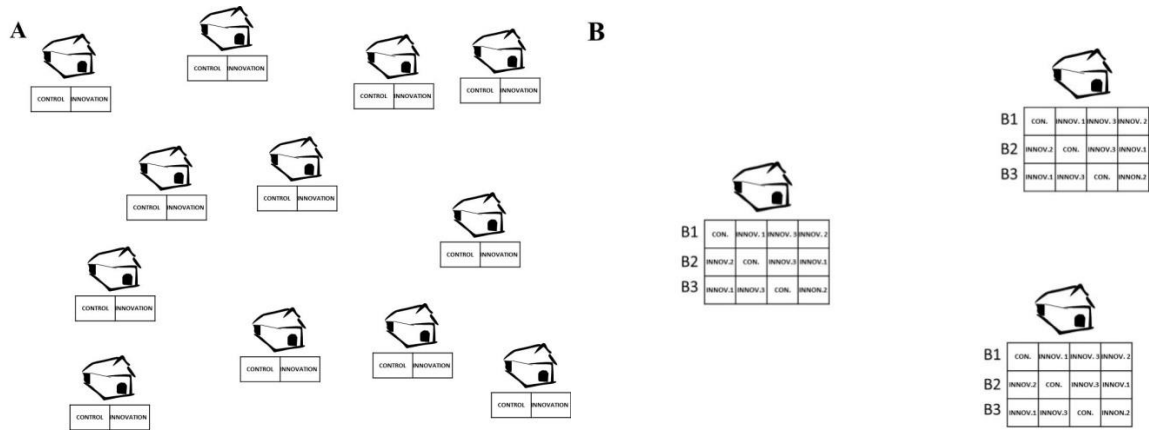 A
CONTROL INNOVATION
CONTROL INNOVATION
CONTROL INNOVATION
CONTROL INNOVATION
CONTROL INNOVATION
CONTROL INNOVATION
CONTROL INNOVATION
CONTROL INNOVATION
CONTROL INNOVATION
CONTROL INNOVATION
CONTROL INNOVATION
CONTROL INNOVATION
B
B1 CON. INNOV. 1 INNOV. 3 INNOV. 2
B2 INNOV.2 CON. INNOV.3 INNOV.1
B3 INNOV.1 INNOV.3 CON. INNON.2
B1 CON. INNOV. 1 INNOV. 3 INNOV. 2
B2 INNOV.2 CON. INNOV.3 INNOV.1
B3 INNOV.1 INNOV.3 CON. INNON.2
B1 CON. INNOV. 1 INNOV. 3 INNOV. 2
B2 INNOV.2 CON. INNOV.3 INNOV.1
B3 INNOV.1 INNOV.3 CON. INNON.2